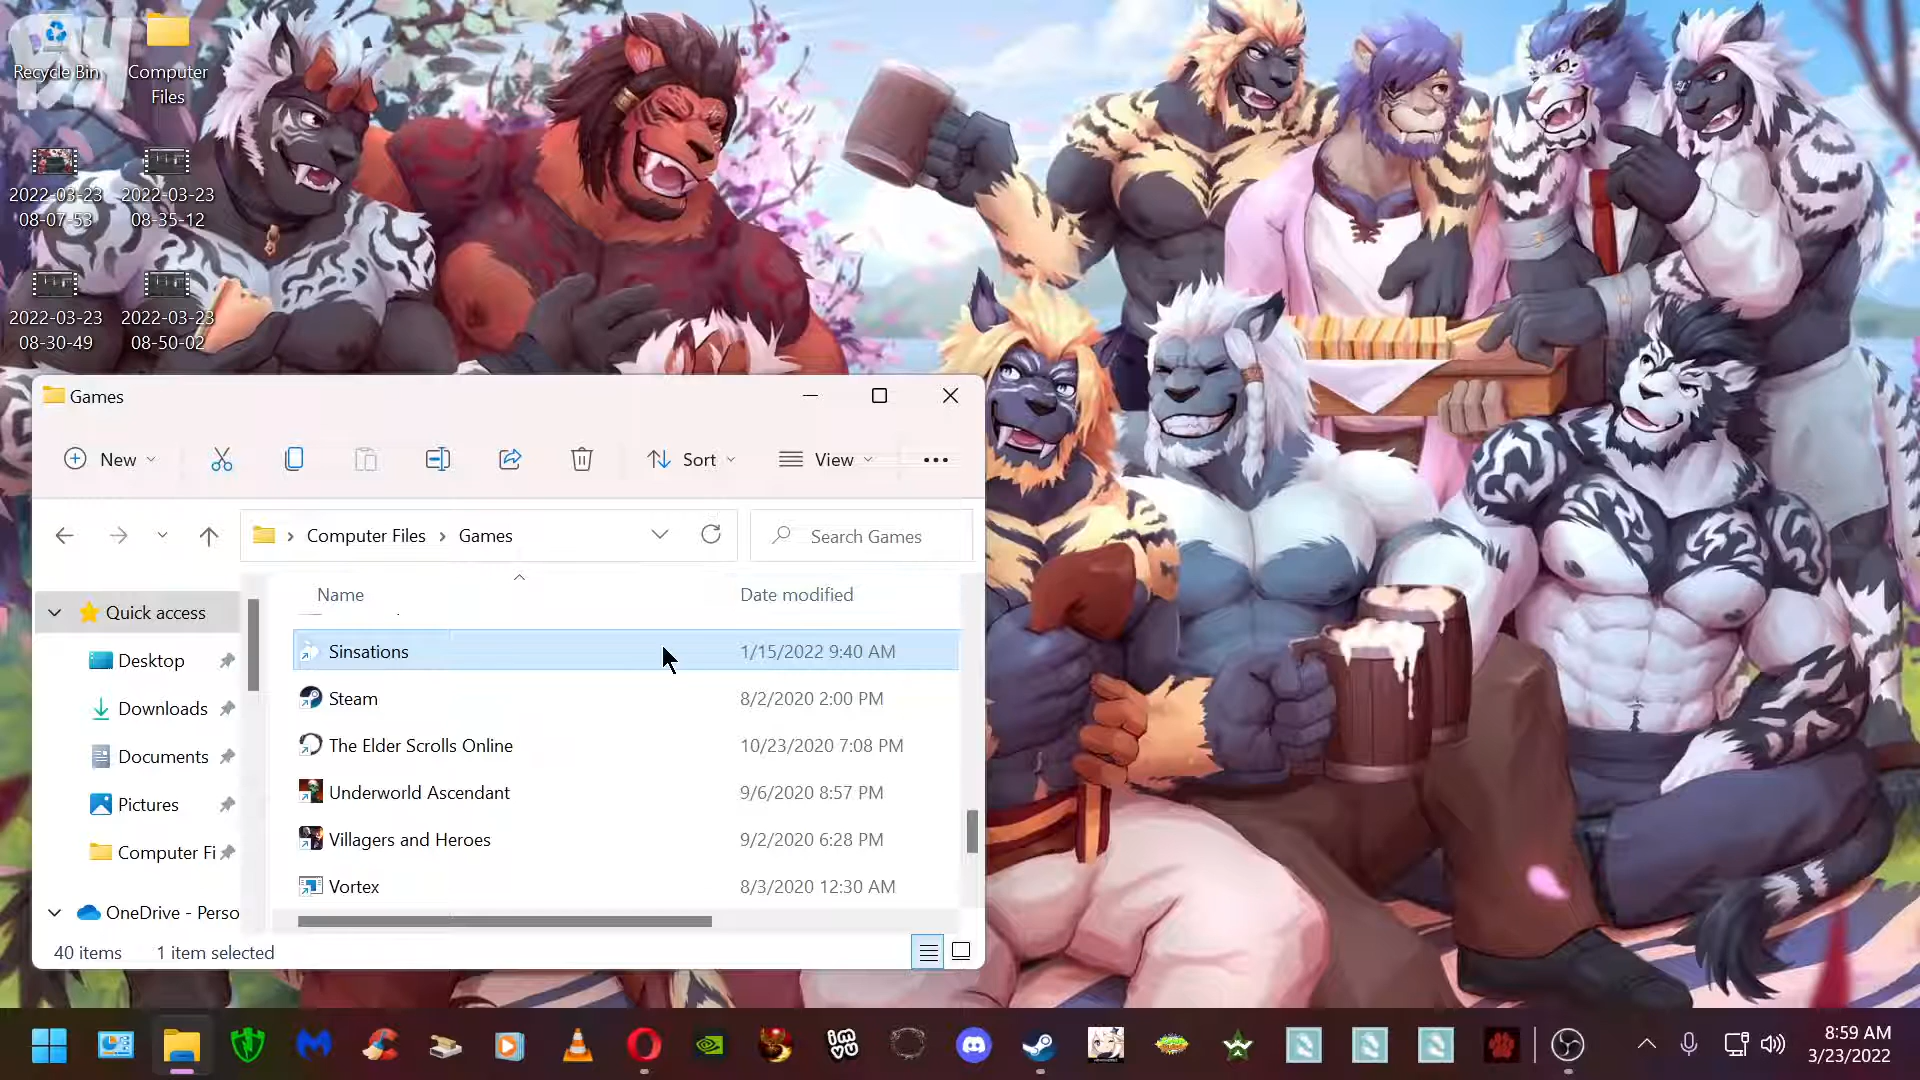 Recycle Bin
Computer
Files
2022-03-23
08-07-53
2022-03-23
08-35-12
2022-03-23
08-30-49
2022-03-23
08-50-02
Games
New
Sort
View
Computer Files
Games
Search Games
Name
Date modified
Quick access
Desktop
Downloads
Documents
Pictures
Computer Fi
OneDrive - Perso
Sinsations 1/15/2022 9:40 AM
Steam 8/2/2020 2:00 PM
The Elder Scrolls Online 10/23/2020 7:08 PM
Underworld Ascendant 9/6/2020 8:57 PM
Villagers and Heroes 9/2/2020 6:28 PM
Vortex 8/3/2020 12:30 AM
40 items
1 item selected
8:59 AM
3/23/2022